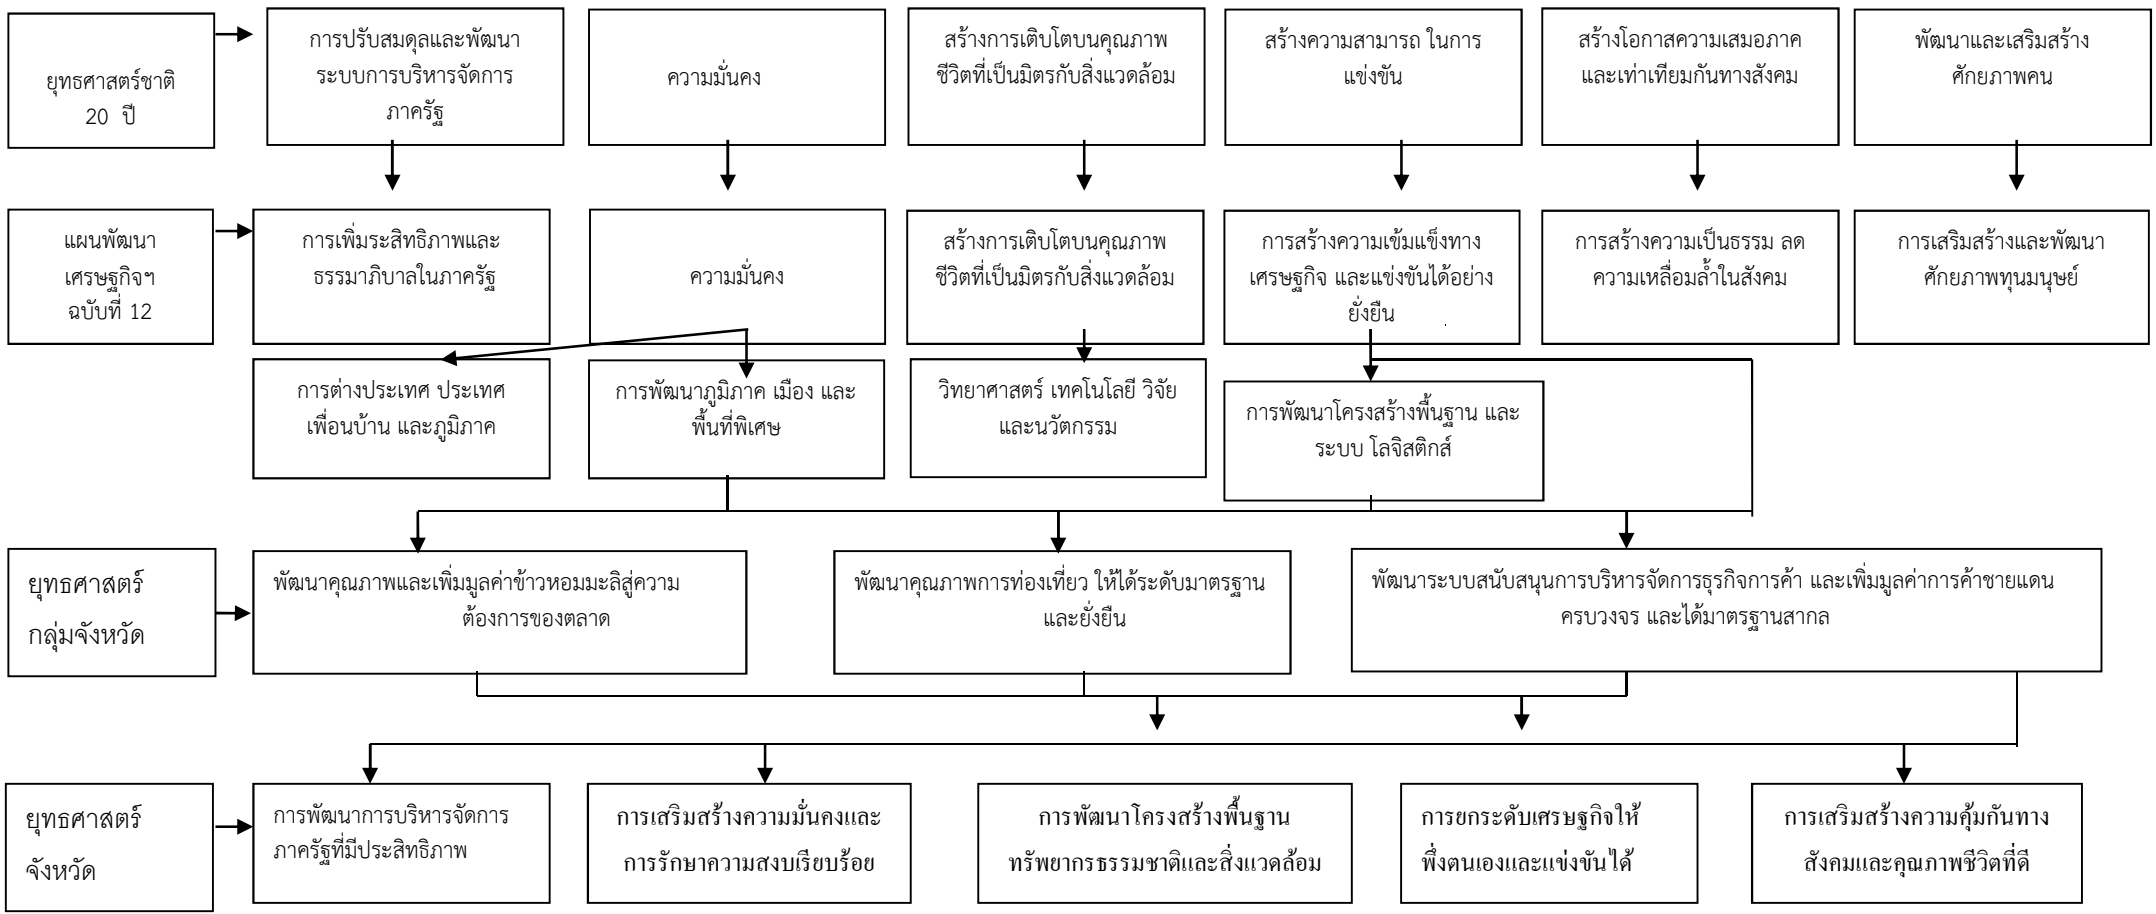 ยุทธศาสตร์ชาติ
20 ปี
การปรับสมดุลและพัฒนา
ระบบการบริหารจัดการ
ภาครัฐ
ความมั่นคง
สร้างการเติบโตบนคุณภาพ
ชีวิตที่เป็นมิตรกับสิ่งแวดล้อม
สร้างความสามารถ ในการ
แข่งขัน
สร้างโอกาสความเสมอภาค
และเท่าเทียมกันทางสังคม
พัฒนาและเสริมสร้าง
ศักยภาพคน
แผนพัฒนา
เศรษฐกิจฯ
ฉบับที่ 12
การเพิ่มระสิทธิภาพและ
ธรรมาภิบาลในภาครัฐ
ความมั่นคง
สร้างการเติบโตบนคุณภาพ
ชีวิตที่เป็นมิตรกับสิ่งแวดล้อม
การสร้างความเข้มแข็งทาง
เศรษฐกิจ และแข่งขันได้อย่าง
ยั่งยืน
การสร้างความเป็นธรรม ลด
ความเหลื่อมล้ำในสังคม
การเสริมสร้างและพัฒนา
ศักยภาพทุนมนุษย์
การต่างประเทศ ประเทศ
เพื่อนบ้าน และภูมิภาค
การพัฒนาภูมิภาค เมือง และ
พื้นที่พิเศษ
วิทยาศาสตร์ เทคโนโลยี วิจัย
และนวัตกรรม
การพัฒนาโครงสร้างพื้นฐาน และ
ระบบ โลจิสติกส์
ยุทธศาสตร์
กลุ่มจังหวัด
พัฒนาคุณภาพและเพิ่มมูลค่าข้าวหอมมะลิสู่ความ
ต้องการของตลาด
พัฒนาคุณภาพการท่องเที่ยว ให้ได้ระดับมาตรฐาน
และยั่งยืน
พัฒนาระบบสนับสนุนการบริหารจัดการธุรกิจการค้า และเพิ่มมูลค่าการค้าชายแดน
ครบวงจร และได้มาตรฐานสากล
ยุทธศาสตร์
จังหวัด
การพัฒนาการบริหารจัดการ
ภาครัฐที่มีประสิทธิภาพ
การเสริมสร้างความมั่นคงและ
การรักษาความสงบเรียบร้อย
การพัฒนาโครงสร้างพื้นฐาน
ทรัพยากรธรรมชาติและสิ่งแวดล้อม
การยกระดับเศรษฐกิจให้
พึ่งตนเองและแข่งขันได้
การเสริมสร้างความคุ้มกันทาง
สังคมและคุณภาพชีวิตที่ดี